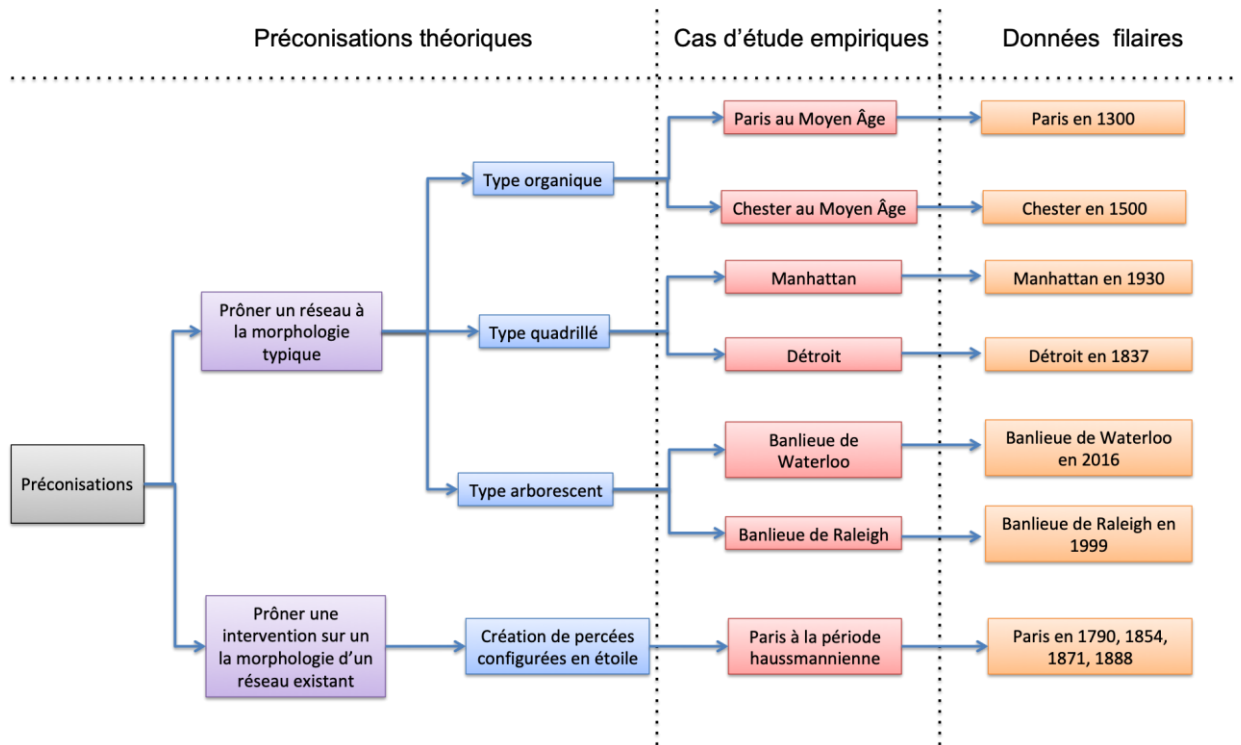 Préconisations théoriques
Cas d'étude empiriques
Données filaires
Paris au Moyen Âge
Paris en 1300
Type organique
Chester au Moyen Âge
Chester en 1500
Manhattan
Manhattan en 1930
Prôner un réseau à
la morphologie
typique
Type quadrillé
Détroit
Détroit en 1837
Banlieue de
Waterloo
Banlieue de Waterloo
en 2016
Préconisations
Type arborescent
Banlieue de Raleigh
Banlieue de Raleigh en
1999
Prôner une
intervention sur un
la morphologie d'un
réseau existant
Création de percées
configurées en étoile
Paris à la période
haussmannienne
Paris en 1790, 1854,
1871, 1888